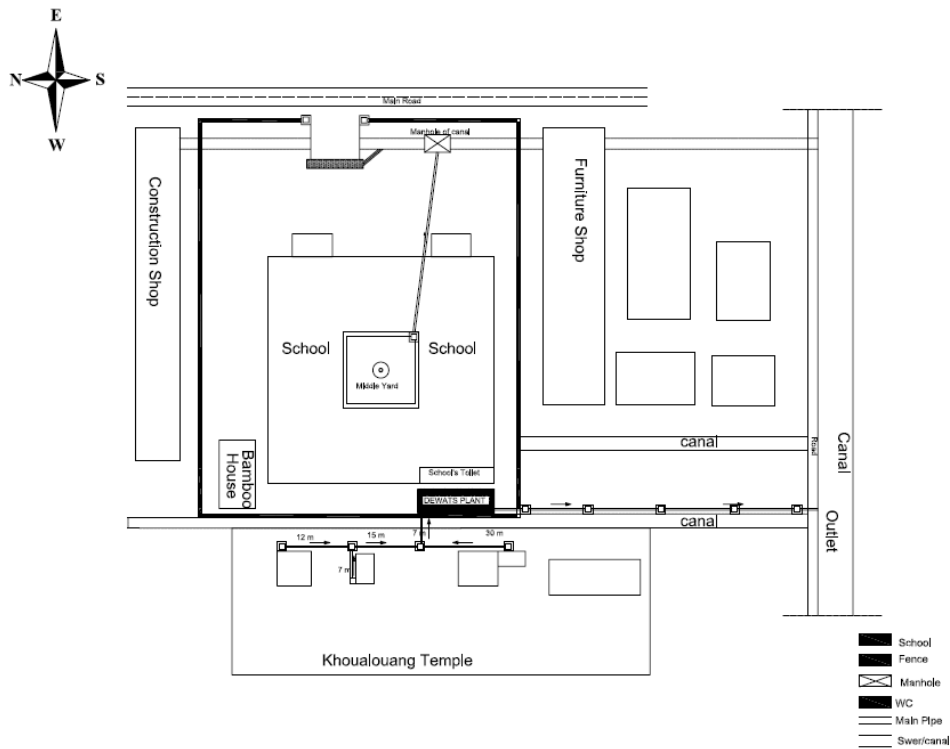 E
N
S
W
Main Road
Manhole of canal
Construction Shop
Furniture Shop
School
School
Middle Yard
Bamboo
House
School's Toilet
DEWATS PLANT
canal
canal
Road
Canal
Outlet
12 m
15 m
7 m
30 m
7 m
Khoualouang Temple
School
Fence
Manhole
WC
Main Pipe
Swer/canal